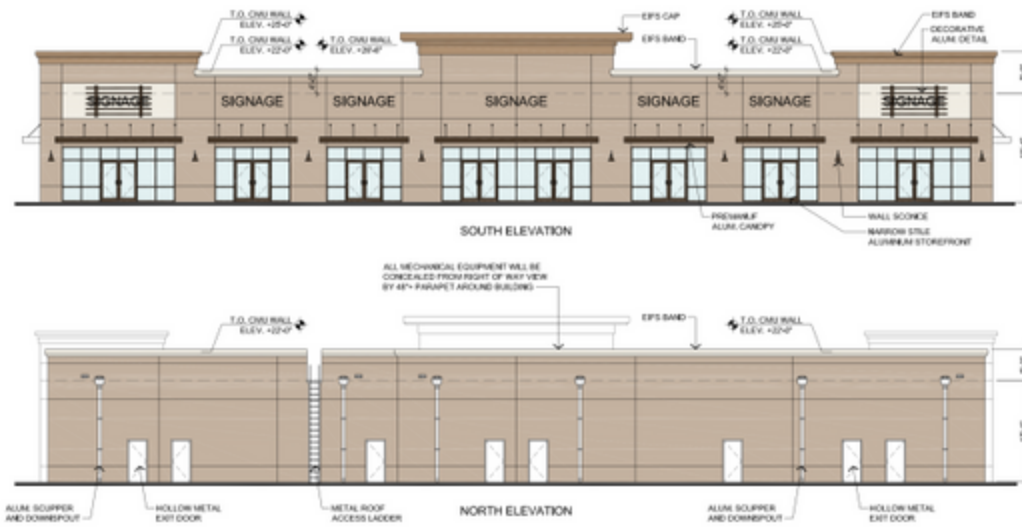 T.O. CMU WALL
ELEV. +25'-0"
T.O. CMU WALL
ELEV. +22'-0"
T.O. CMU WALL
EIFS CAP
EIFS BAND
T.O. CMU WALL
ELEV. +25'-0"
T.O. CMU WALL
ELEV. +22'-0"
EIFS BAND
DECORATIVE
ALUM. DETAIL
SIGNAGE
SIGNAGE
SIGNAGE
SIGNAGE
SIGNAGE
SIGNAGE
SIGNAGE
PREMANUF
ALUM. CANOPY
WALL SCONCE
NARROW STILE
ALUMINIUM STOREFRONT
SOUTH ELEVATION
ALL MECHANICAL EQUIPMENT WILL BE
CONCEALED FROM RIGHT OF WAY VIEW
BY 48"+ PARAPET AROUND BUILDING
T.O. CMU WALL
ELEV. +22'-0"
EIFS BAND
T.O. CMU WALL
ELEV. +22'-0"
ALUM. SCUPPER
AND DOWNSPOUT
HOLLOW METAL
EXIT DOOR
METAL ROOF
ACCESS LADDER
NORTH ELEVATION
ALUM. SCUPPER
AND DOWNSPOUT
HOLLOW METAL
EXIT DOOR